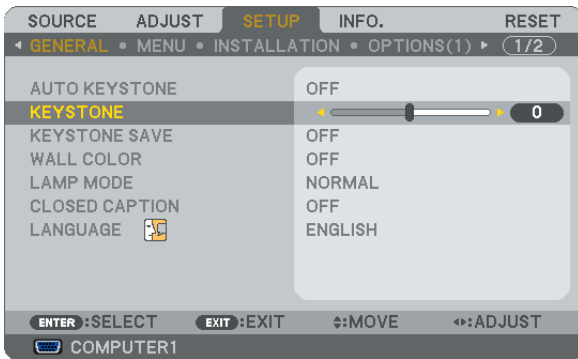 SOURCE ADJUST SETUP INFO. RESET
GENERAL • MENU • INSTALLATION • OPTIONS(1) 1/2
AUTO KEYSTONE OFF
KEYSTONE 0
KEYSTONE SAVE OFF
WALL COLOR OFF
LAMP MODE NORMAL
CLOSED CAPTION OFF
LANGUAGE ENGLISH
ENTER :SELECT EXIT :EXIT :MOVE :ADJUST
COMPUTER1